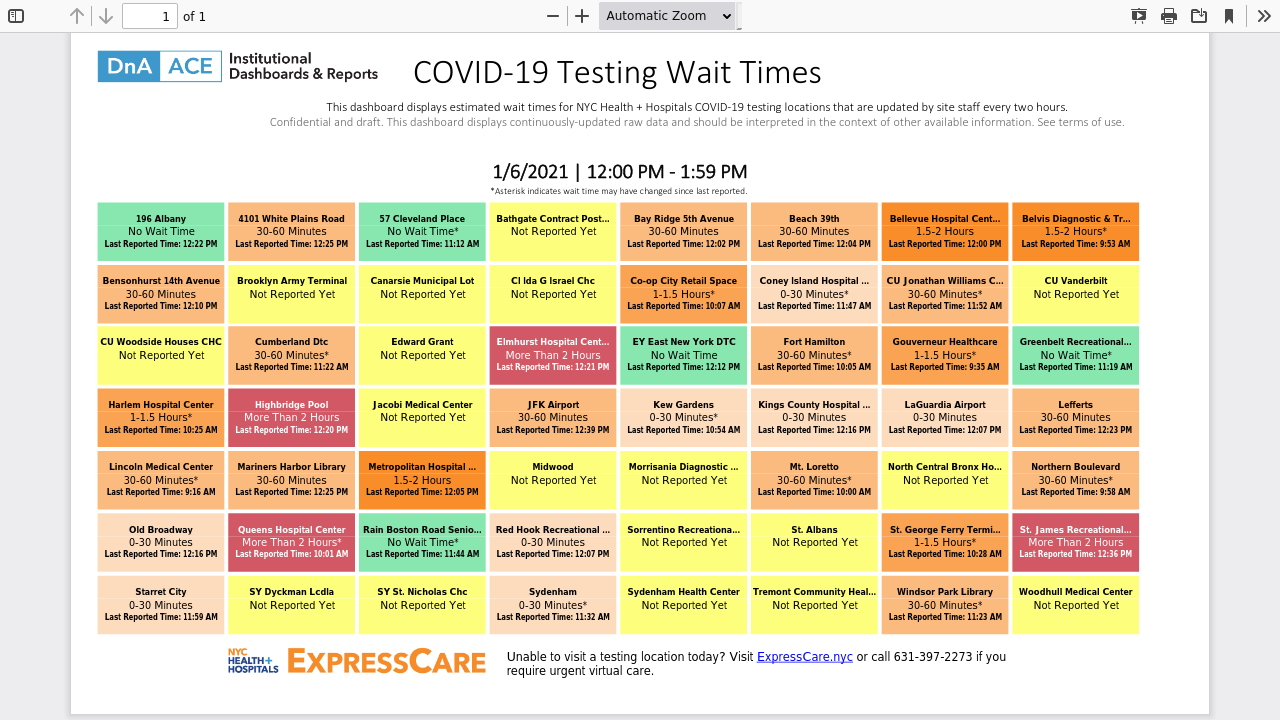 1 of 1 Automatic Zoom
DnA ACE Institutional Dashboards & Reports
COVID-19 Testing Wait Times
This dashboard displays estimated wait times for NYC Health + Hospitals COVID-19 testing locations that are updated by site staff every two hours.
Confidential and draft. This dashboard displays continuously-updated raw data and should be interpreted in the context of other available information. See terms of use.
1/6/2021 | 12:00 PM - 1:59 PM
*Asterisk indicates wait time may have changed since last reported.
196 Albany
No Wait Time
Last Reported Time: 12:22 PM
4101 White Plains Road
30-60 Minutes
Last Reported Time: 12:25 PM
57 Cleveland Place
No Wait Time*
Last Reported Time: 11:12 AM
Bathgate Contract Post...
Not Reported Yet
Bay Ridge 5th Avenue
30-60 Minutes
Last Reported Time: 12:02 PM
Beach 39th
30-60 Minutes
Last Reported Time: 12:04 PM
Bellevue Hospital Cent...
1.5-2 Hours
Last Reported Time: 12:00 PM
Belvis Diagnostic & Tr...
1.5-2 Hours*
Last Reported Time: 9:53 AM
Bensonhurst 14th Avenue
30-60 Minutes
Last Reported Time: 12:10 PM
Brooklyn Army Terminal
Not Reported Yet
Canarsie Municipal Lot
Not Reported Yet
CI Ida G Israel Chc
Not Reported Yet
Co-op City Retail Space
1-1.5 Hours*
Last Reported Time: 10:07 AM
Coney Island Hospital ...
0-30 Minutes*
Last Reported Time: 11:47 AM
CU Jonathan Williams C...
30-60 Minutes*
Last Reported Time: 11:52 AM
CU Vanderbilt
Not Reported Yet
CU Woodside Houses CHC
Not Reported Yet
Cumberland Dtc
30-60 Minutes*
Last Reported Time: 11:22 AM
Edward Grant
Not Reported Yet
Elmhurst Hospital Cent...
More Than 2 Hours
Last Reported Time: 12:21 PM
EY East New York DTC
No Wait Time
Last Reported Time: 12:12 PM
Fort Hamilton
30-60 Minutes*
Last Reported Time: 10:05 AM
Gouverneur Healthcare
1-1.5 Hours*
Last Reported Time: 9:35 AM
Greenbelt Recreational...
No Wait Time*
Last Reported Time: 11:19 AM
Harlem Hospital Center
1-1.5 Hours*
Last Reported Time: 10:25 AM
Highbridge Pool
More Than 2 Hours
Last Reported Time: 12:20 PM
Jacobi Medical Center
Not Reported Yet
JFK Airport
30-60 Minutes
Last Reported Time: 12:39 PM
Kew Gardens
0-30 Minutes*
Last Reported Time: 10:54 AM
Kings County Hospital ...
0-30 Minutes
Last Reported Time: 12:16 PM
LaGuardia Airport
0-30 Minutes
Last Reported Time: 12:07 PM
Lefferts
30-60 Minutes
Last Reported Time: 12:23 PM
Lincoln Medical Center
30-60 Minutes*
Last Reported Time: 9:16 AM
Mariners Harbor Library
30-60 Minutes
Last Reported Time: 12:25 PM
Metropolitan Hospital ...
1.5-2 Hours
Last Reported Time: 12:05 PM
Midwood
Not Reported Yet
Morrisania Diagnostic ...
Not Reported Yet
Mt. Loretto
30-60 Minutes*
Last Reported Time: 10:00 AM
North Central Bronx Ho...
Not Reported Yet
Northern Boulevard
30-60 Minutes*
Last Reported Time: 9:58 AM
Old Broadway
0-30 Minutes
Last Reported Time: 12:16 PM
Queens Hospital Center
More Than 2 Hours*
Last Reported Time: 10:01 AM
Rain Boston Road Senio...
No Wait Time*
Last Reported Time: 11:44 AM
Red Hook Recreational ...
0-30 Minutes
Last Reported Time: 12:07 PM
Sorrentino Recreationa...
Not Reported Yet
St. Albans
Not Reported Yet
St. George Ferry Termi...
1-1.5 Hours*
Last Reported Time: 10:28 AM
St. James Recreational...
More Than 2 Hours
Last Reported Time: 12:36 PM
Starret City
0-30 Minutes
Last Reported Time: 11:59 AM
SY Dyckman Lcdla
Not Reported Yet
SY St. Nicholas Chc
Not Reported Yet
Sydenham
0-30 Minutes*
Last Reported Time: 11:32 AM
Sydenham Health Center
Not Reported Yet
Tremont Community Heal...
Not Reported Yet
Windsor Park Library
30-60 Minutes*
Last Reported Time: 11:23 AM
Woodhull Medical Center
Not Reported Yet
NYC
HEALTH+
HOSPITALS
EXPRESSCARE
Unable to visit a testing location today? Visit ExpressCare.nyc or call 631-397-2273 if you
require urgent virtual care.